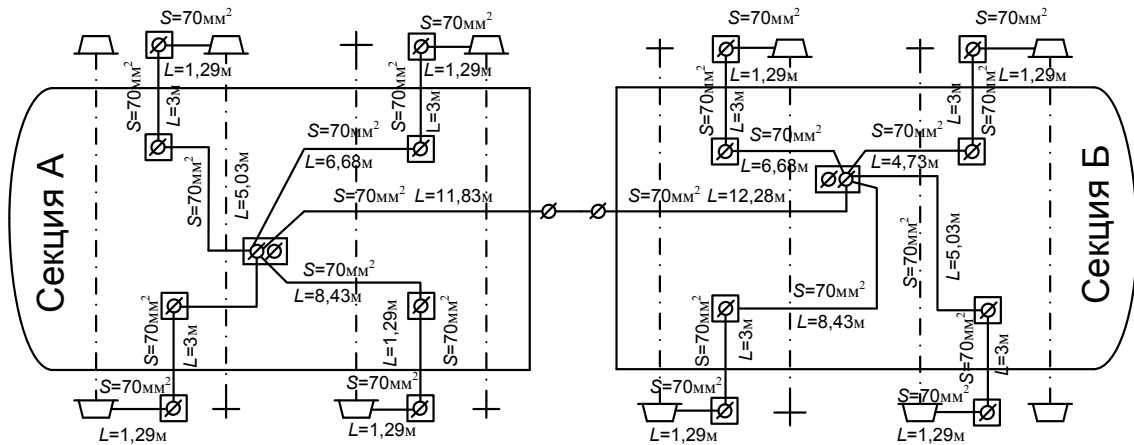 S=70мм²
S=70мм²
S=70мм²
S=70мм²
L=1,29м
L=1,29м
L=1,29м
L=1,29м
S=70мм²
L=3м
S=70мм²
L=3м
S=70мм²
L=3м
L=3м
S=70мм²
S=70мм²
L=6,68м
S=70мм²
L=6,68м
S=70мм²
L=4,73м
S=70мм²
L=5,03м
S=70мм² L=11,83м
S=70мм² L=12,28м
S=70мм²
L=5,03м
Секция А
Секция Б
S=70мм²
L=8,43м
S=70мм²
L=8,43м
S=70мм²
L=3м
L=1,29м
S=70мм²
S=70мм²
L=3м
S=70мм²
L=3м
S=70мм²
S=70мм²
S=70мм²
S=70мм²
L=1,29м
L=1,29м
L=1,29м
L=1,29м